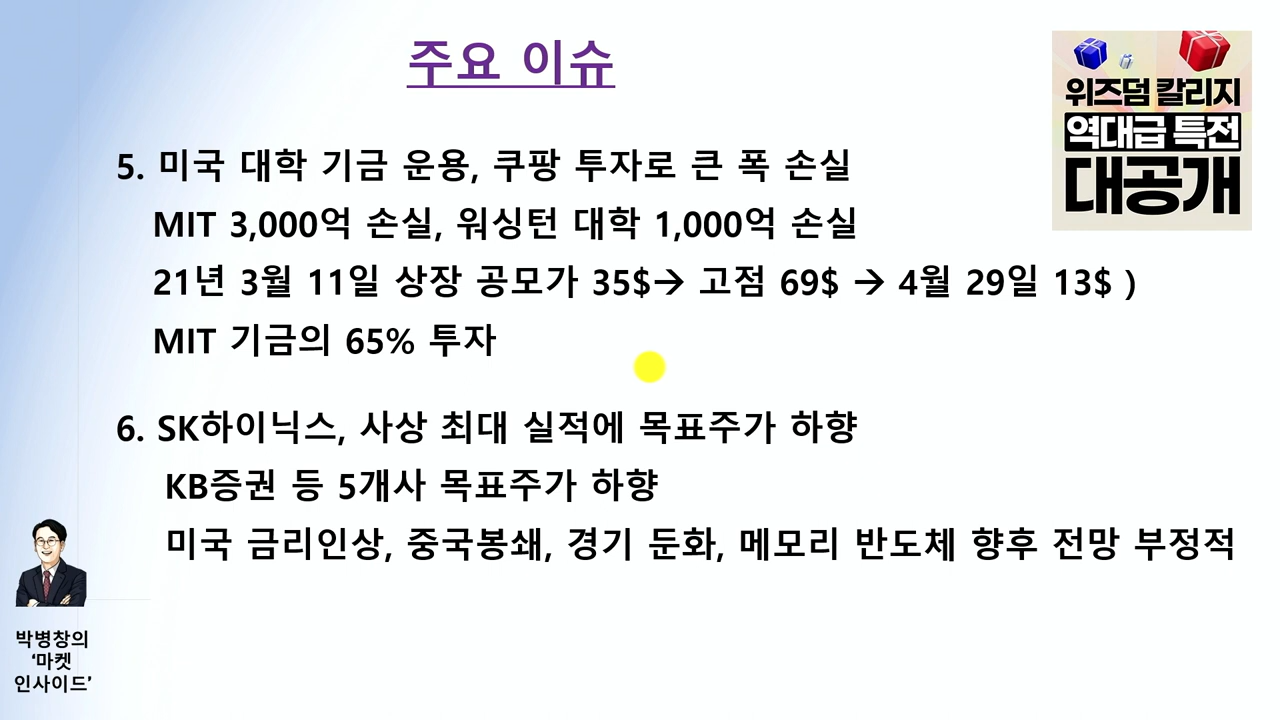 주요 이슈
위즈덤 칼리지
역대급 특전
대공개
5. 미국 대학 기금 운용, 쿠팡 투자로 큰 폭 손실
MIT 3,000억 손실, 워싱턴 대학 1,000억 손실
21년 3월 11일 상장 공모가 35$→ 고점 69$ → 4월 29일 13$ )
MIT 기금의 65% 투자
6. SK하이닉스, 사상 최대 실적에 목표주가 하향
KB증권 등 5개사 목표주가 하향
미국 금리인상, 중국봉쇄, 경기 둔화, 메모리 반도체 향후 전망 부정적
박병창의
‘마켓
인사이드’